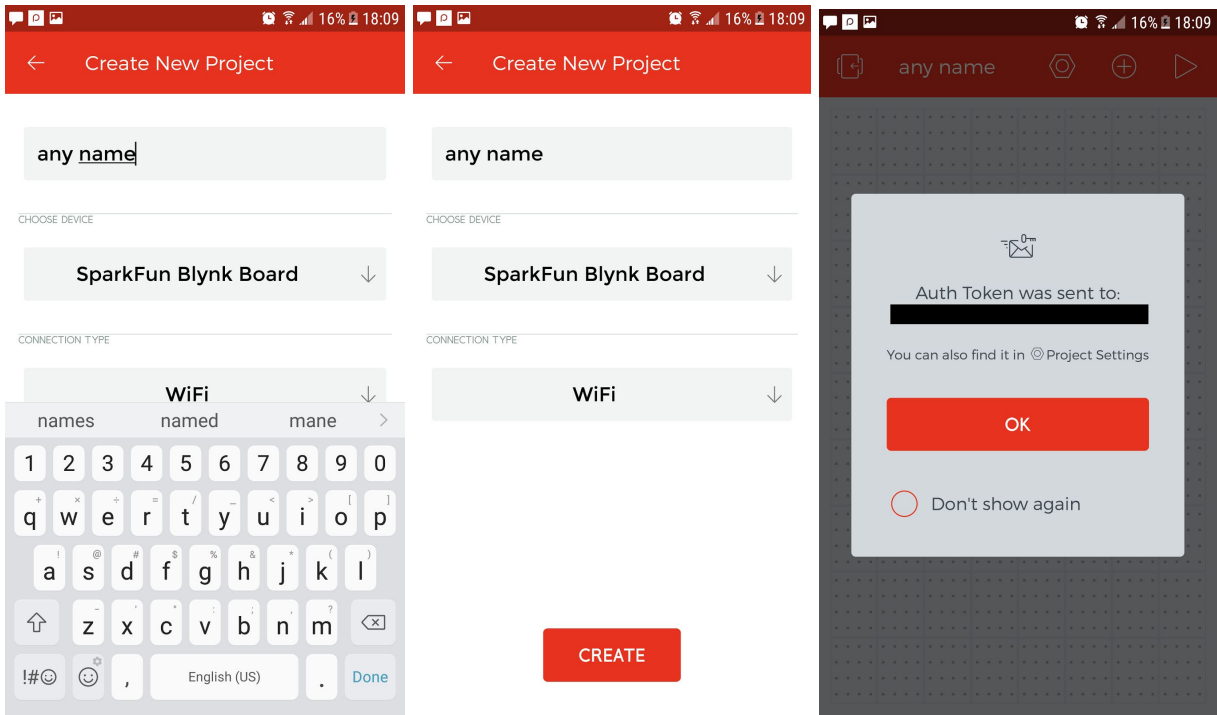 16% 18:09
Create New Project
any name
CHOOSE DEVICE
SparkFun Blynk Board
CONNECTION TYPE
WiFi
names named mane
1 2 3 4 5 6 7 8 9 0
+ × ÷ = / _ < > [ ]
q w e r t y u i o p
! @ # $ % & * ( )
a s d f g h j k l
- ' " : ; , ?
z x c v b n m
!#☺ , English (US) . Done
16% 18:09
Create New Project
any name
CHOOSE DEVICE
SparkFun Blynk Board
CONNECTION TYPE
WiFi
CREATE
16% 18:09
any name
Auth Token was sent to:
You can also find it in Project Settings
OK
Don't show again